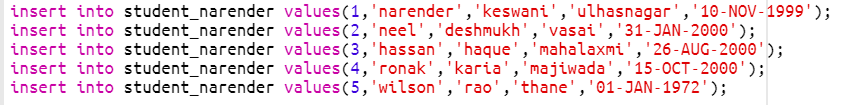 insert into student_narender values(1,'narender','keswani','ulhasnagar','10-NOV-1999');
insert into student_narender values(2,'neel','deshmukh','vasai','31-JAN-2000');
insert into student_narender values(3,'hassan','haque','mahalaxmi','26-AUG-2000');
insert into student_narender values(4,'ronak','karia','majiwada','15-OCT-2000');
insert into student_narender values(5,'wilson','rao','thane','01-JAN-1972');